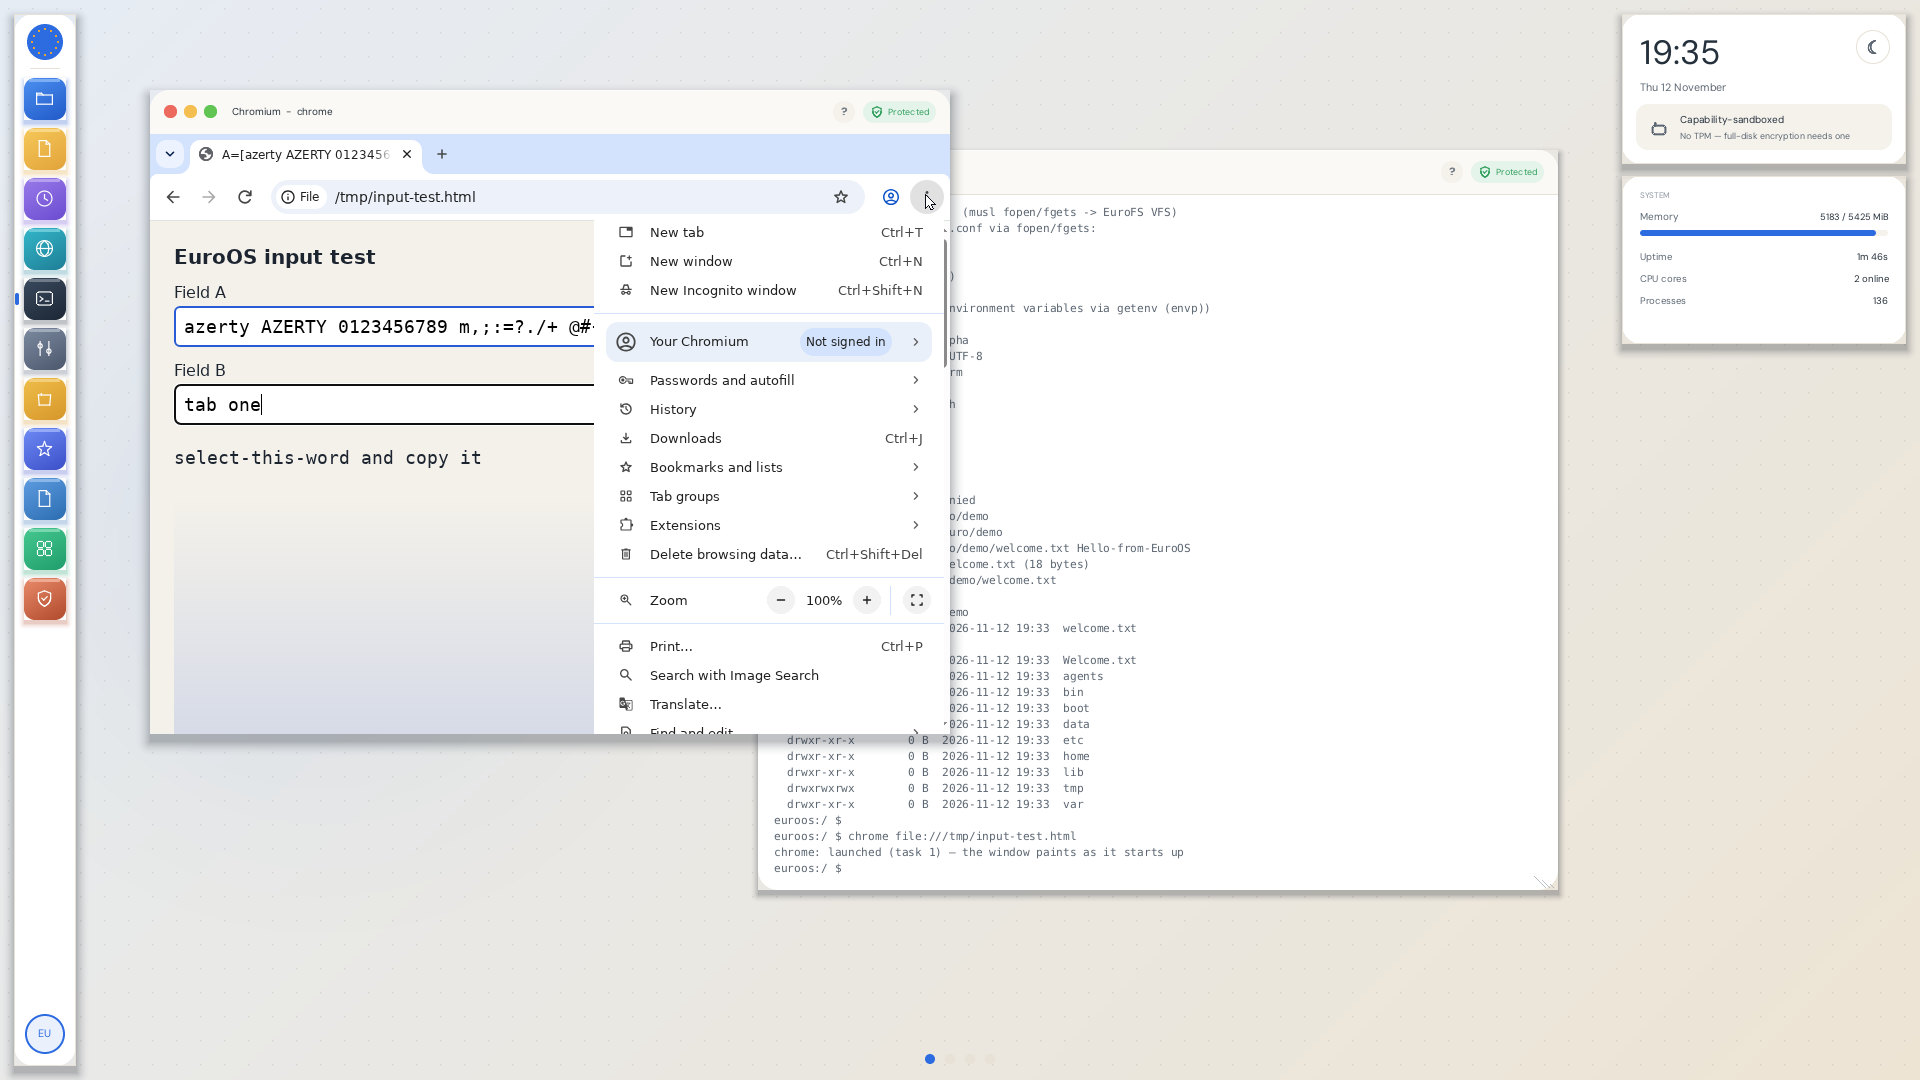 Chromium - chrome
?
Protected
A=[azerty AZERTY 0123456
File
/tmp/input-test.html
EuroOS input test
Field A
azerty AZERTY 0123456789 m,;:=?./+ @#
Field B
tab one
select-this-word and copy it
New tab Ctrl+T
New window Ctrl+N
New Incognito window Ctrl+Shift+N
Your Chromium Not signed in
Passwords and autofill
History
Downloads Ctrl+J
Bookmarks and lists
Tab groups
Extensions
Delete browsing data... Ctrl+Shift+Del
Zoom − 100% +
Print... Ctrl+P
Search with Image Search
Translate...
Find and edit
?
Protected
(musl fopen/fgets -> EuroFS VFS)
.conf via fopen/fgets:
)
nvironment variables via getenv (envp))
pha
UTF-8
rm
h
nied
o/demo
uro/demo
o/demo/welcome.txt Hello-from-EuroOS
elcome.txt (18 bytes)
demo/welcome.txt
emo
026-11-12 19:33 welcome.txt
026-11-12 19:33 Welcome.txt
026-11-12 19:33 agents
026-11-12 19:33 bin
026-11-12 19:33 boot
026-11-12 19:33 data
drwxr-xr-x 0 B 2026-11-12 19:33 etc
drwxr-xr-x 0 B 2026-11-12 19:33 home
drwxr-xr-x 0 B 2026-11-12 19:33 lib
drwxrwxrwx 0 B 2026-11-12 19:33 tmp
drwxr-xr-x 0 B 2026-11-12 19:33 var
euroos:/ $
euroos:/ $ chrome file:///tmp/input-test.html
chrome: launched (task 1) — the window paints as it starts up
euroos:/ $
19:35
Thu 12 November
Capability-sandboxed
No TPM — full-disk encryption needs one
SYSTEM
Memory 5183 / 5425 MiB
Uptime 1m 46s
CPU cores 2 online
Processes 136
EU